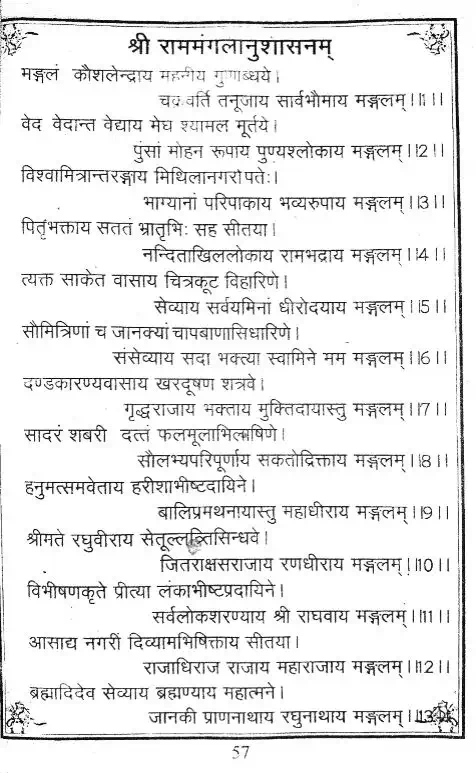 श्री राममंगलानुशासनम्
मङ्गलं कौशलेन्द्राय महनीय गुणाब्धये।
चक्रवर्ति तनूजाय सार्वभौमाय मङ्गलम्।।1।।
वेद वेदान्त वेद्याय मेघ श्यामल मूर्तये।
पुंसां मोहन रूपाय पुण्यश्लोकाय मङ्गलम्।।2।।
विश्वामित्रान्तरङ्गाय मिथिलानगरीपतेः।
भाग्यानां परिपाकाय भव्यरुपाय मङ्गलम्।।3।।
पितृभक्ताय सततं भ्रातृभिः सह सीतया।
नन्दिताखिललोकाय रामभद्राय मङ्गलम्।।4।।
त्यक्त साकेत वासाय चित्रकूट विहारिणे।
सेव्याय सर्वयमिनां धीरोदयाय मङ्गलम्।।5।।
सौमित्रिणां च जानक्यां चापबाणासिधारिणे।
संसेव्याय सदा भक्त्या स्वामिने मम मङ्गलम्।।6।।
दण्डकारण्यवासाय खरदूषण शत्रवे।
गृद्धराजाय भक्ताय मुक्तिदायास्तु मङ्गलम्।।7।।
सादरं शबरी दत्तं फलमूलाभिलाषिणे।
सौलभ्यपरिपूर्णाय सकतोद्रिक्ताय मङ्गलम्।।8।।
हनुमत्समवेताय हरीशाभीष्टदायिने।
बालिप्रमथनायास्तु महाधीराय मङ्गलम्।।9।।
श्रीमते रघुवीराय सेतूल्लङ्घितसिन्धवे।
जितराक्षसराजाय रणधीराय मङ्गलम्।।10।।
विभीषणकृते प्रीत्या लंकाभीष्टप्रदायिने।
सर्वलोकशरण्याय श्री राघवाय मङ्गलम्।।11।।
आसाद्य नगरीं दिव्यामभिषिक्ताय सीतया।
राजाधिराज राजाय महाराजाय मङ्गलम्।।12।।
ब्रह्मादिदेव सेव्याय ब्रह्मण्याय महात्मने।
जानकी प्राणनाथाय रघुनाथाय मङ्गलम्।।13।।
57